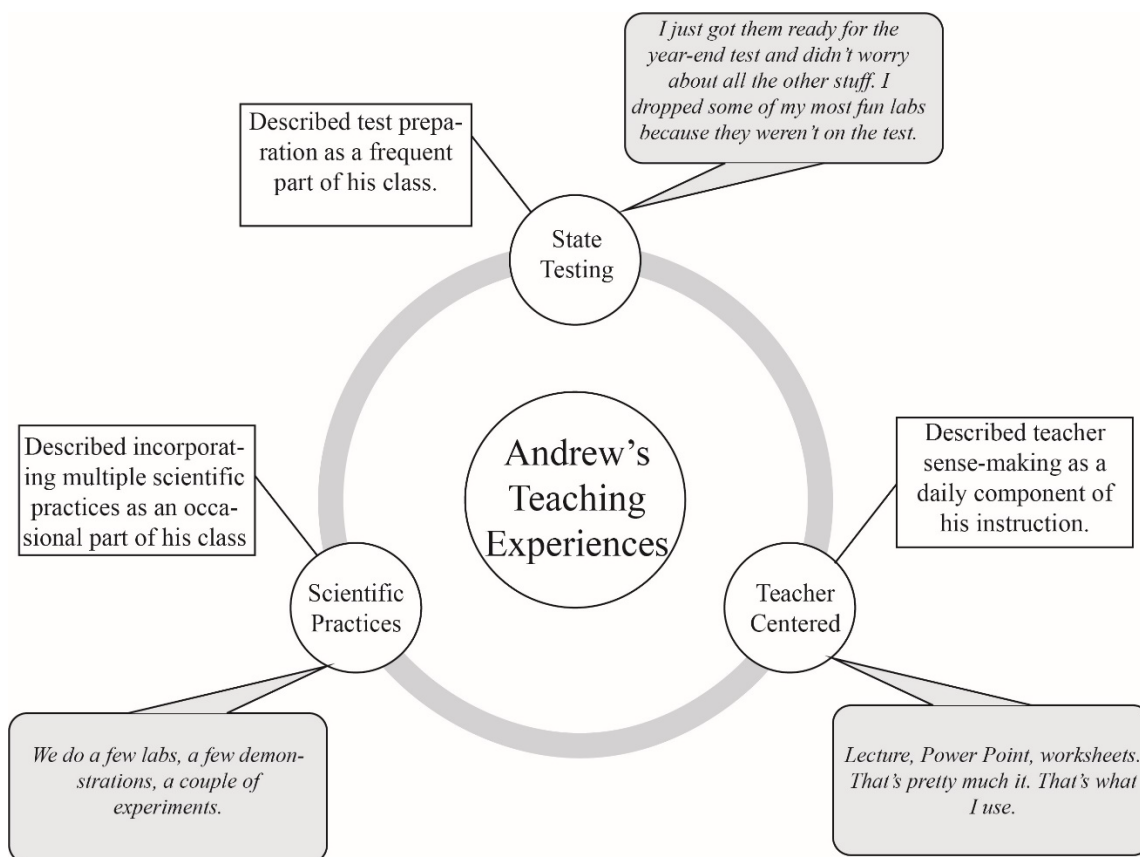 I just got them ready for the
year-end test and didn’t worry
about all the other stuff. I
dropped some of my most fun labs
because they weren’t on the test.
Described test prepa-
ration as a frequent
part of his class.
State
Testing
Described incorporat-
ing multiple scientific
practices as an occa-
sional part of his class
Andrew’s
Teaching
Experiences
Described teacher
sense-making as a
daily component of
his instruction.
Scientific
Practices
Teacher
Centered
We do a few labs, a few demon-
strations, a couple of
experiments.
Lecture, Power Point, worksheets.
That’s pretty much it. That’s what
I use.